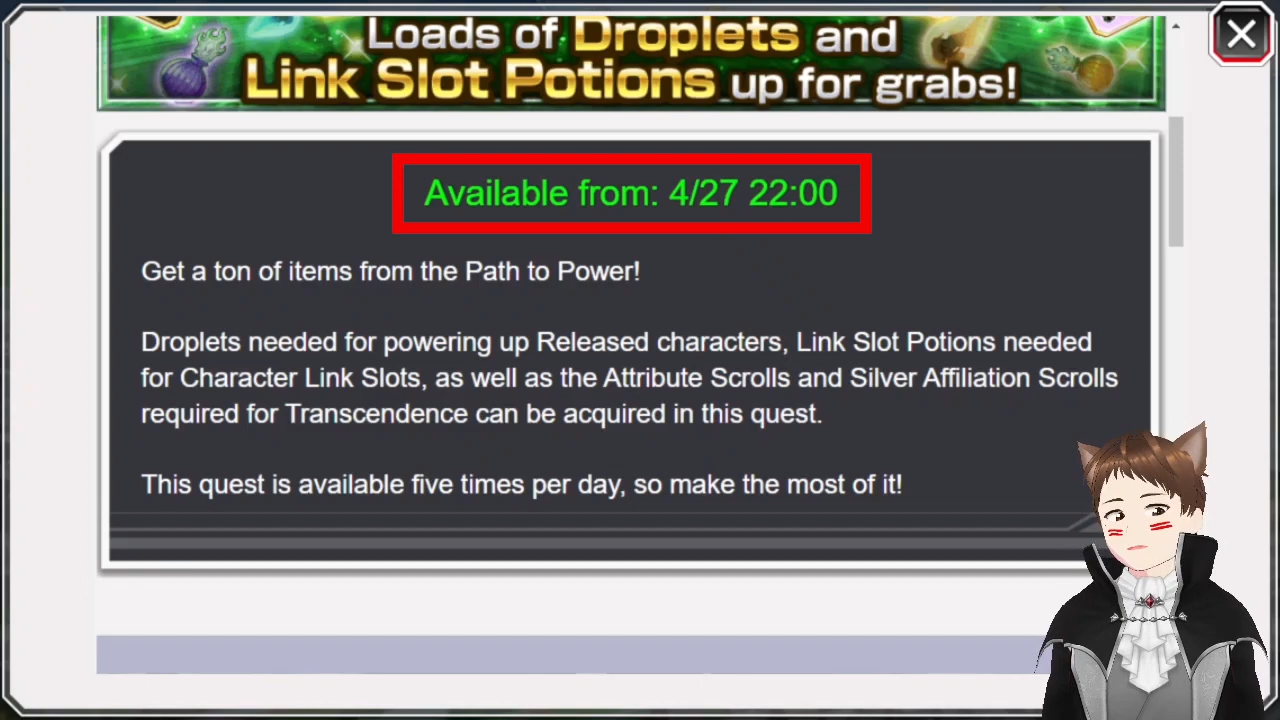 Loads of Droplets and
Link Slot Potions up for grabs!
Available from: 4/27 22:00
Get a ton of items from the Path to Power!
Droplets needed for powering up Released characters, Link Slot Potions needed
for Character Link Slots, as well as the Attribute Scrolls and Silver Affiliation Scrolls
required for Transcendence can be acquired in this quest.
This quest is available five times per day, so make the most of it!